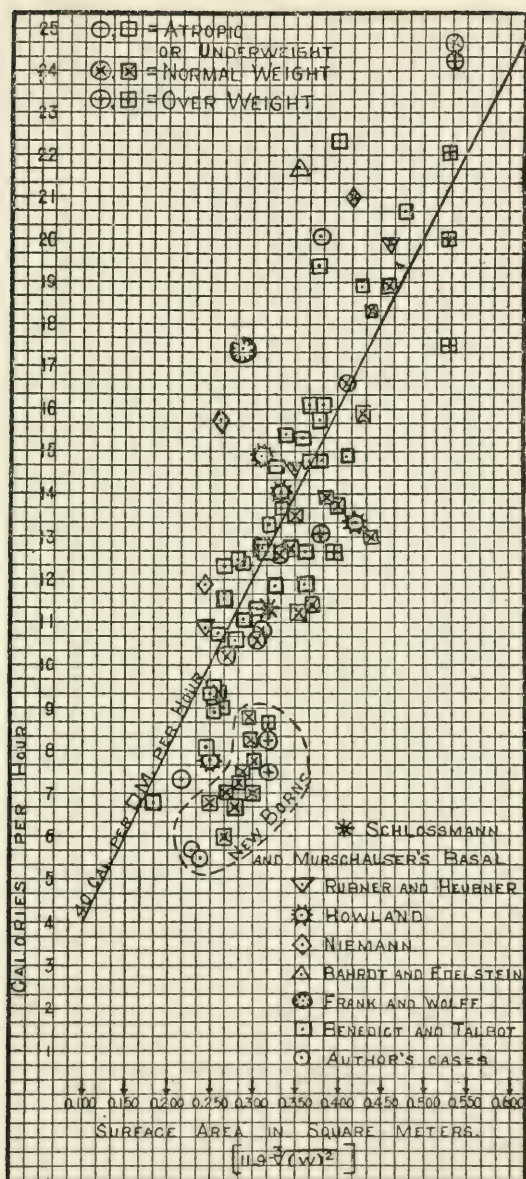 = ATROPIC
OR UNDERWEIGHT
= NORMAL WEIGHT
= OVER WEIGHT
25
24
23
22
21
20
19
18
17
16
15
14
13
12
11
10
9
8
7
6
5
4
3
2
1
CALORIES PER HOUR
40 CAL. PER DM. PER HOUR
NEW BORNS
SCHLOSSMANN
AND MURSCHAUSER'S BASAL
RUBNER AND HEUBNER
HOWLAND
NIEMANN
BAHRDT AND EDELSTEIN
FRANK AND WOLFF
BENEDICT AND TALBOT
AUTHOR'S CASES
0.100 0.150 0.200 0.250 0.300 0.350 0.400 0.450 0.500 0.550 0.600
SURFACE AREA IN SQUARE METERS.
[11.9 ∛(W)²]